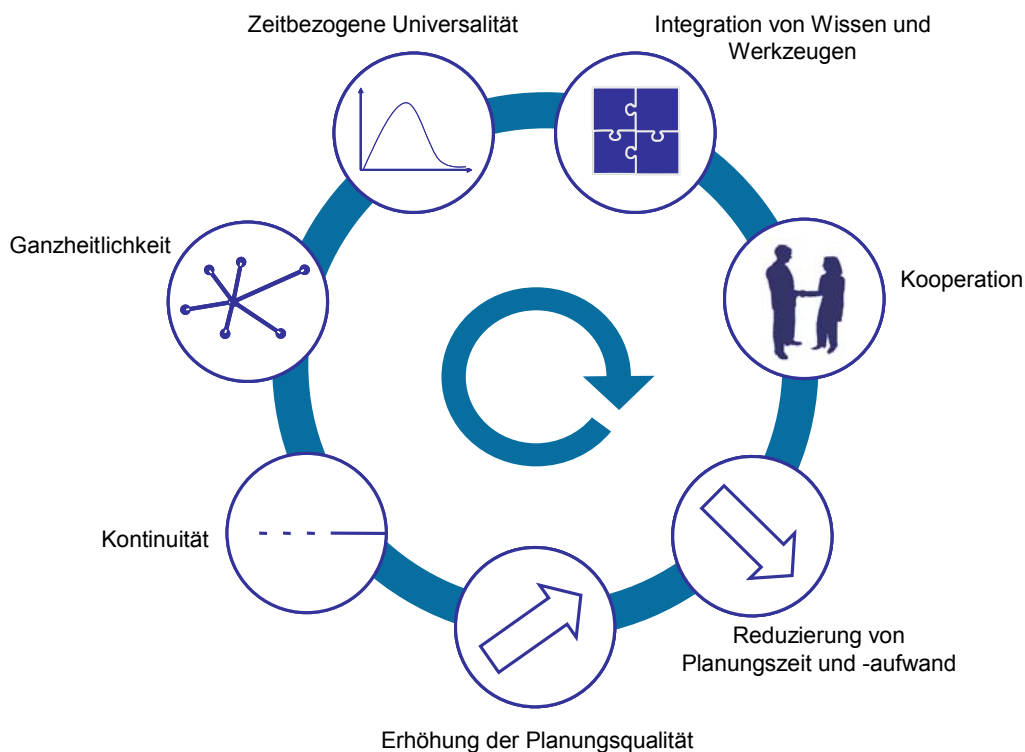 Zeitbezogene Universalität
Integration von Wissen und
Werkzeugen
Ganzheitlichkeit
Kooperation
Kontinuität
Reduzierung von
Planungszeit und -aufwand
Erhöhung der Planungsqualität